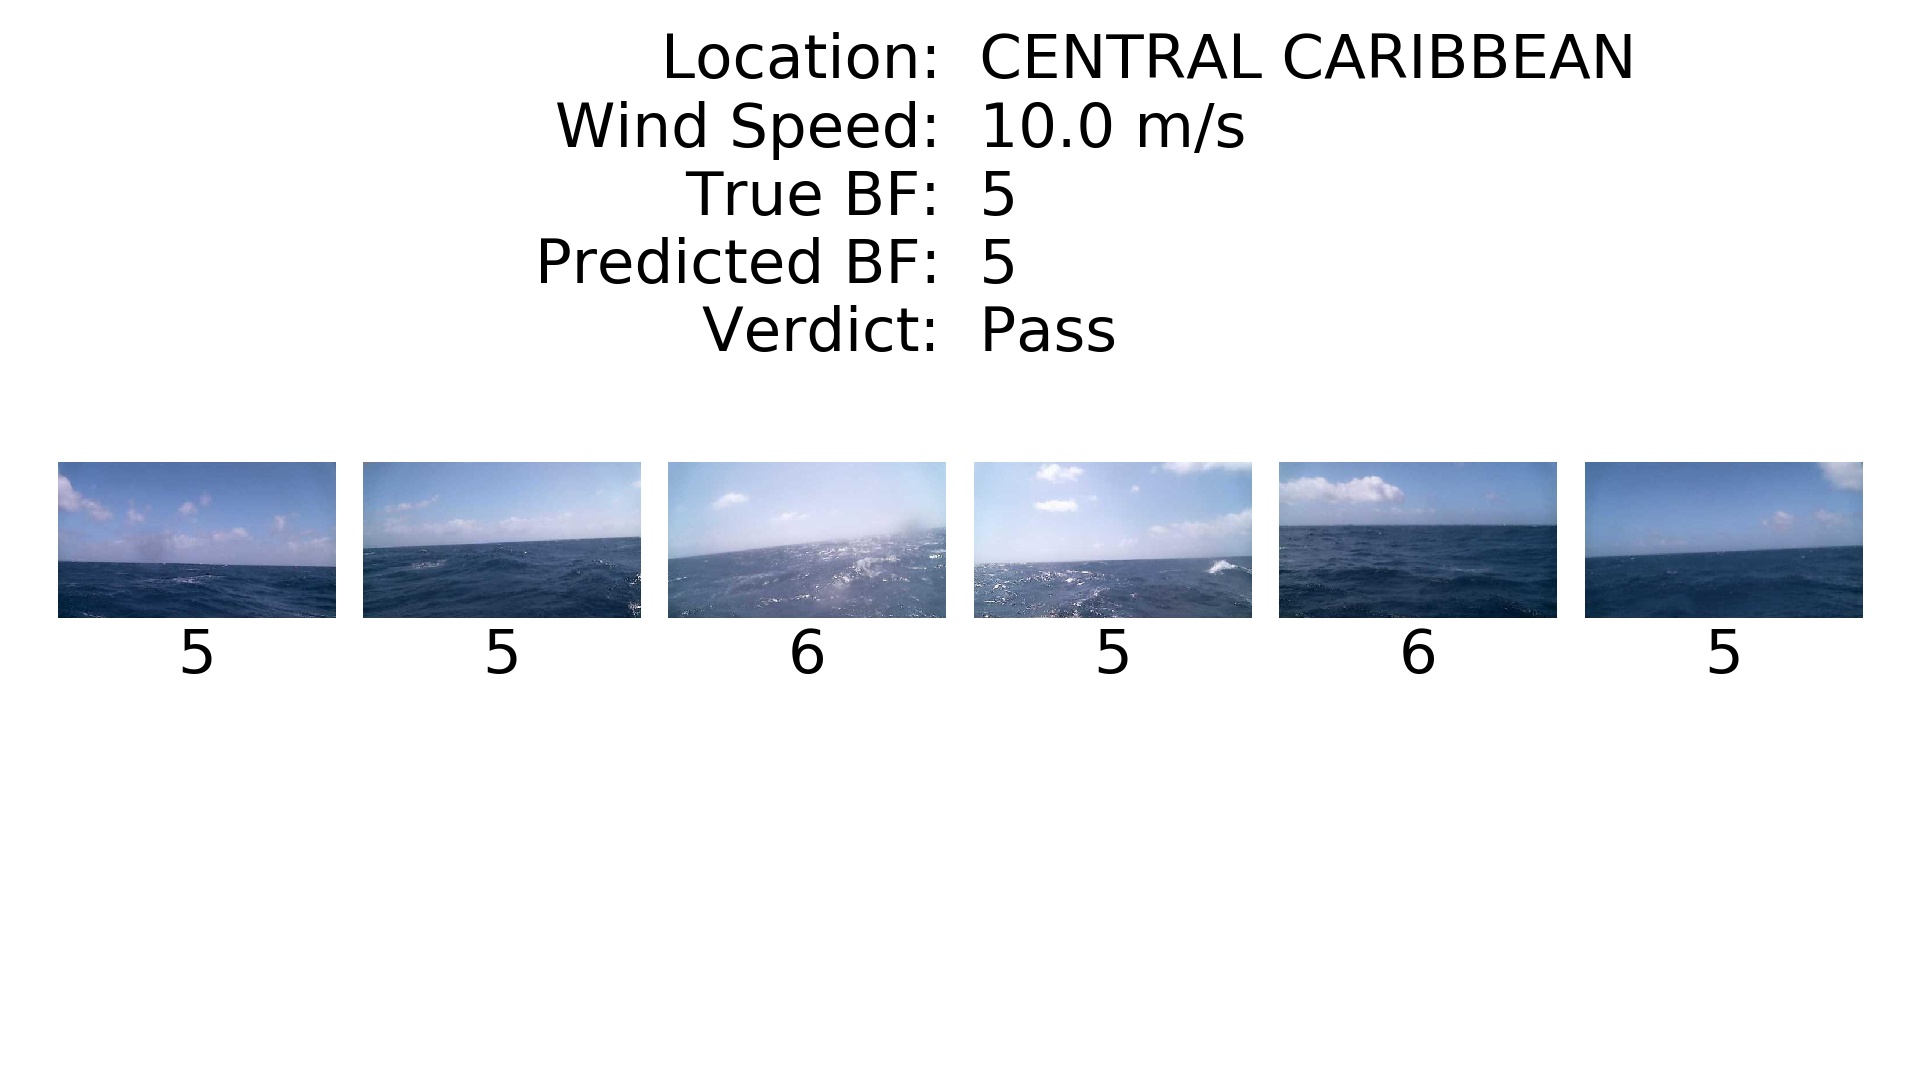 Location: CENTRAL CARIBBEAN
Wind Speed: 10.0 m/s
True BF: 5
Predicted BF: 5
Verdict: Pass
5 5 6 5 6 5